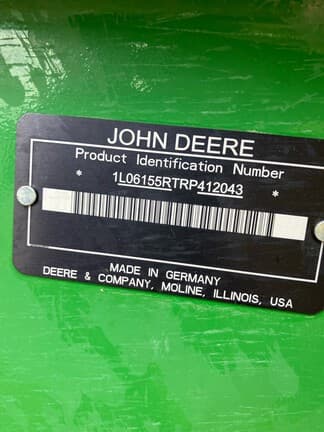 JOHN DEERE
Product Identification Number
* 1L06155RTRP412043 *
MADE IN GERMANY
DEERE & COMPANY, MOLINE, ILLINOIS, USA